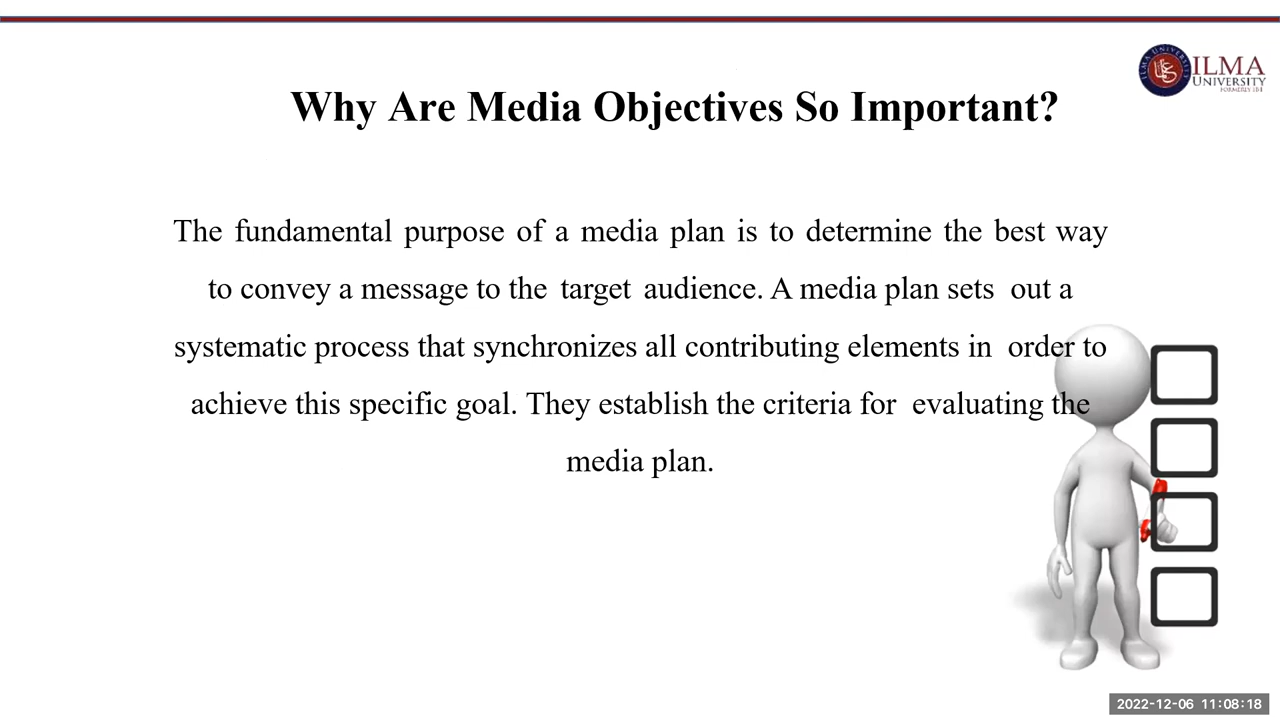 ILMA
UNIVERSITY
FORMERLY IBT
Why Are Media Objectives So Important?
The fundamental purpose of a media plan is to determine the best way
to convey a message to the target audience. A media plan sets out a
systematic process that synchronizes all contributing elements in order to
achieve this specific goal. They establish the criteria for evaluating the
media plan.
2022-12-06 11:08:18